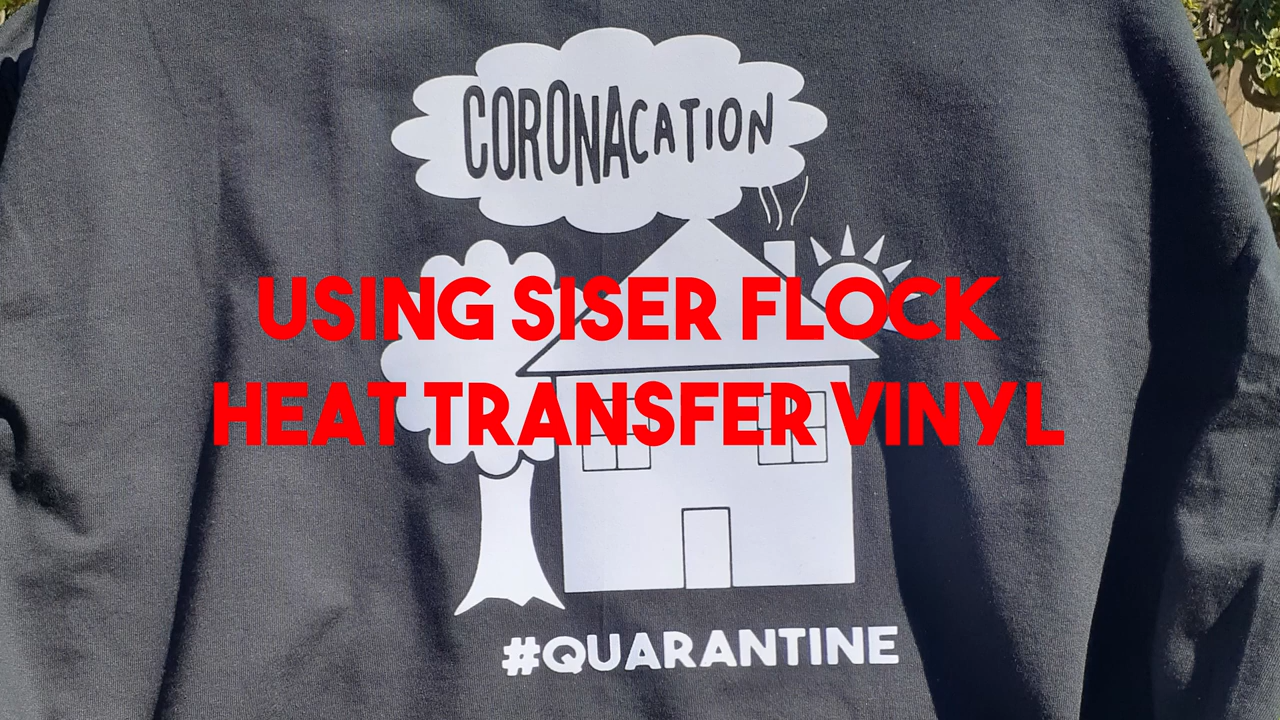 CORONACATION
USING SISER FLOCK
HEAT TRANSFER VINYL
#QUARANTINE